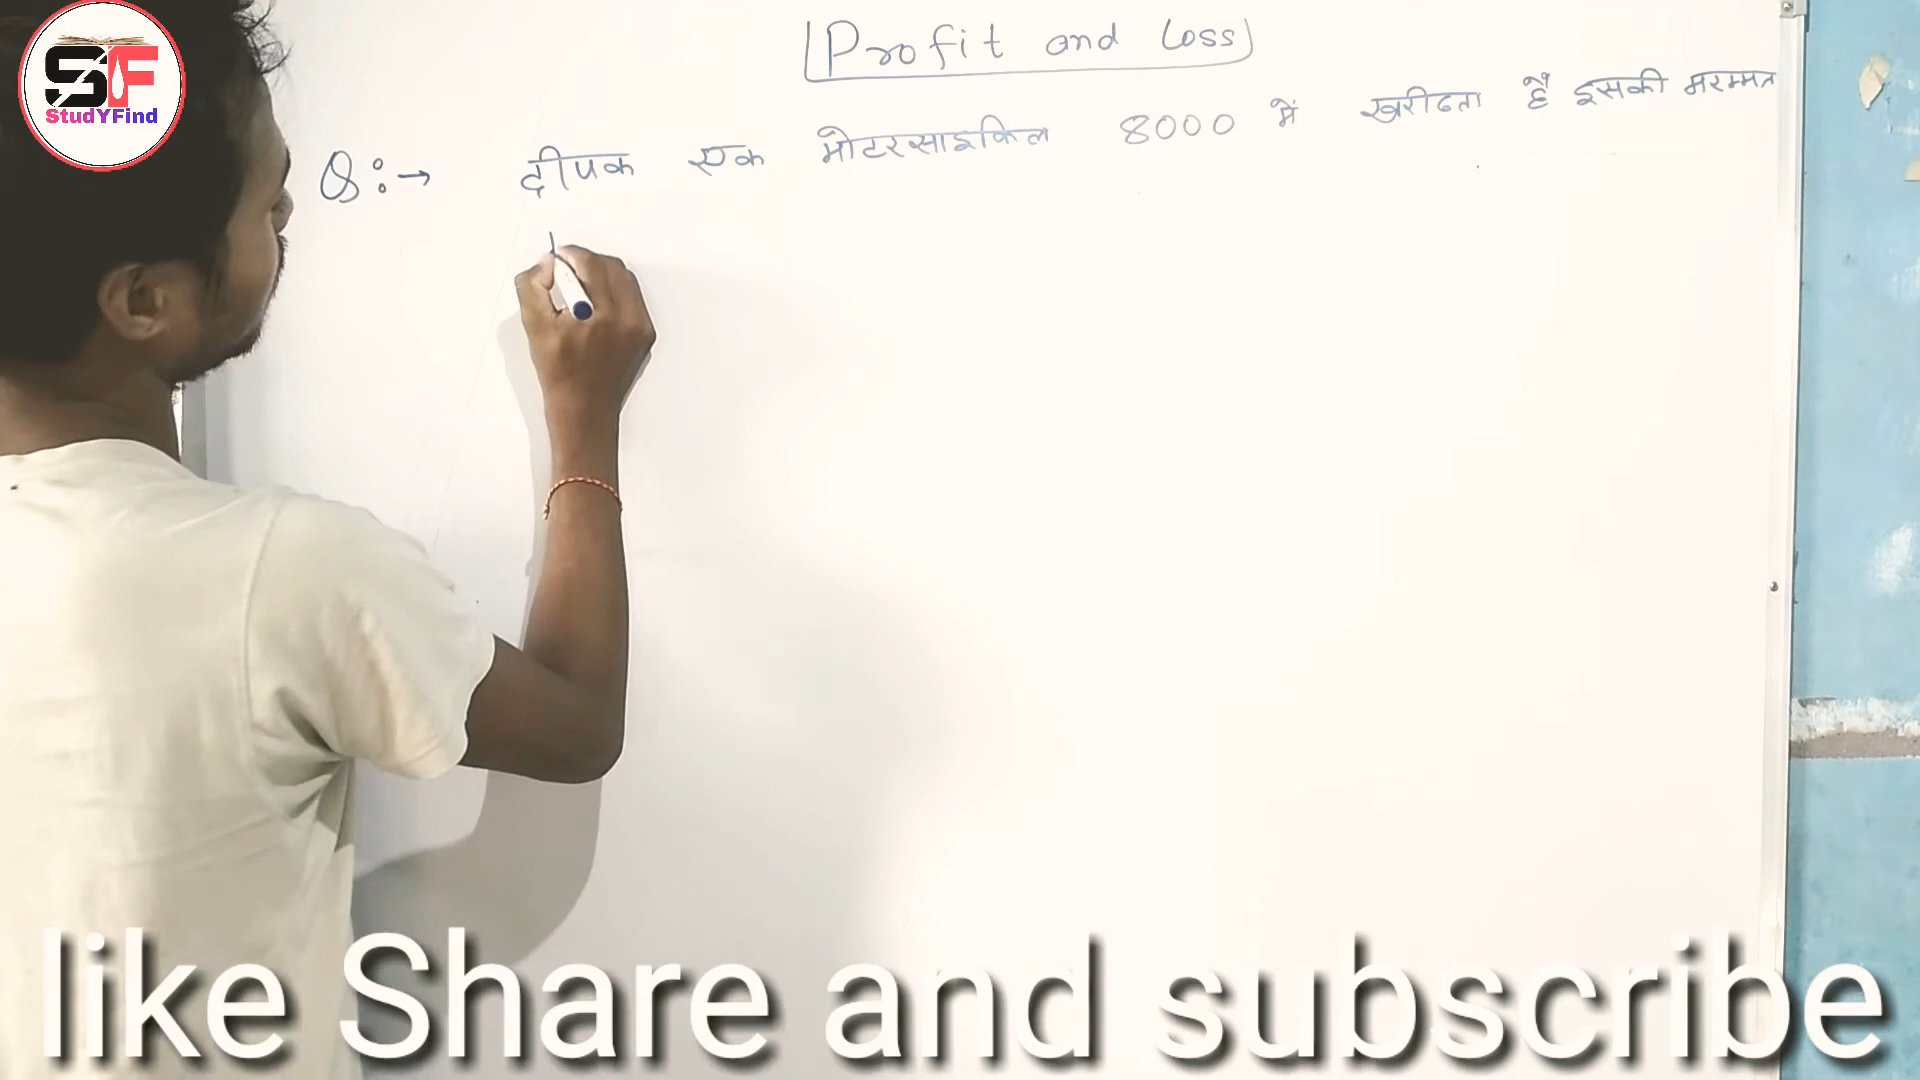 SF
StudYFind
Profit and Loss
Q:→ दीपक एक मोटरसाइकिल 8000 में खरीदता है इसकी मरम्मत
like Share and subscribe